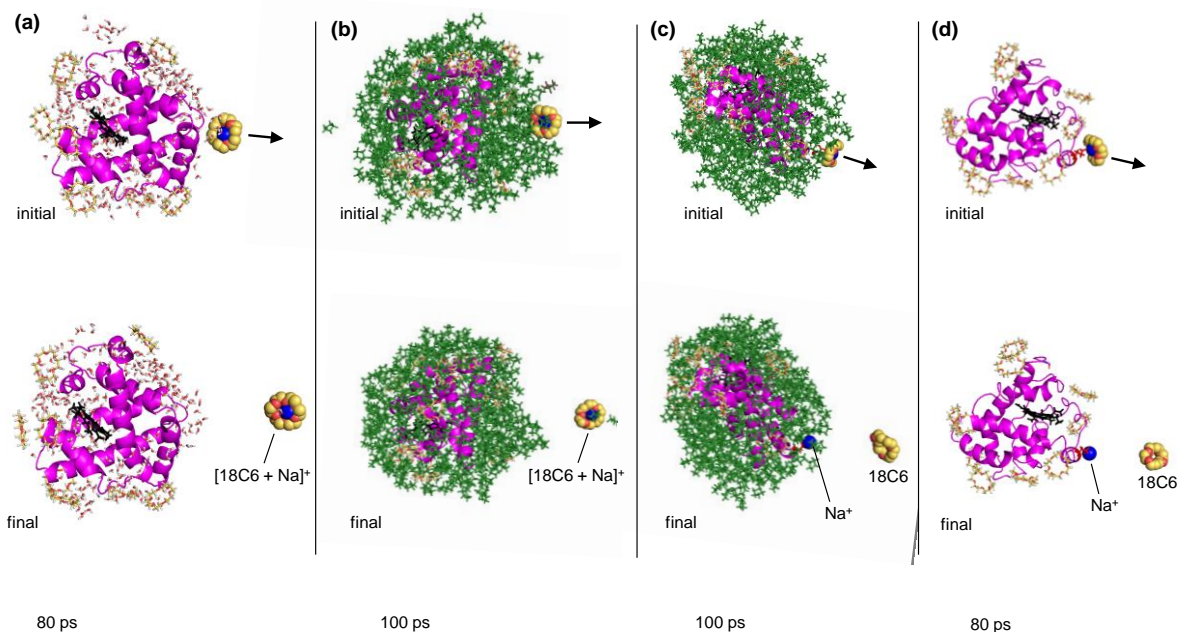 (a)
initial
final
[18C6 + Na]⁺
80 ps
(b)
initial
final
[18C6 + Na]⁺
100 ps
(c)
initial
final
Na⁺
18C6
100 ps
(d)
initial
final
Na⁺
18C6
80 ps